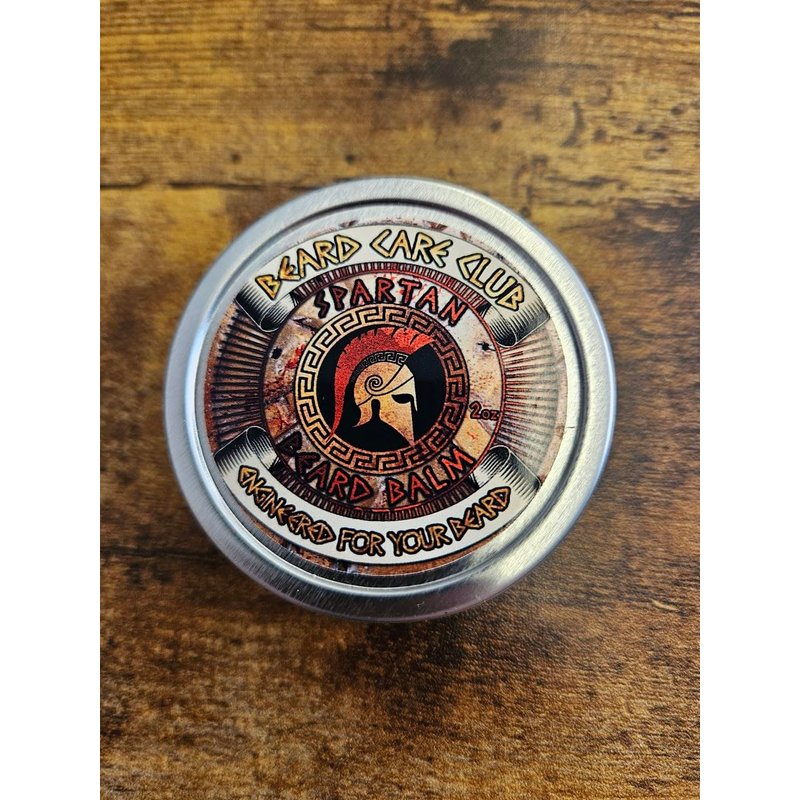 BEARD CARE CLUB
SPARTAN
2oz
BEARD BALM
ENGINEERED FOR YOUR BEARD